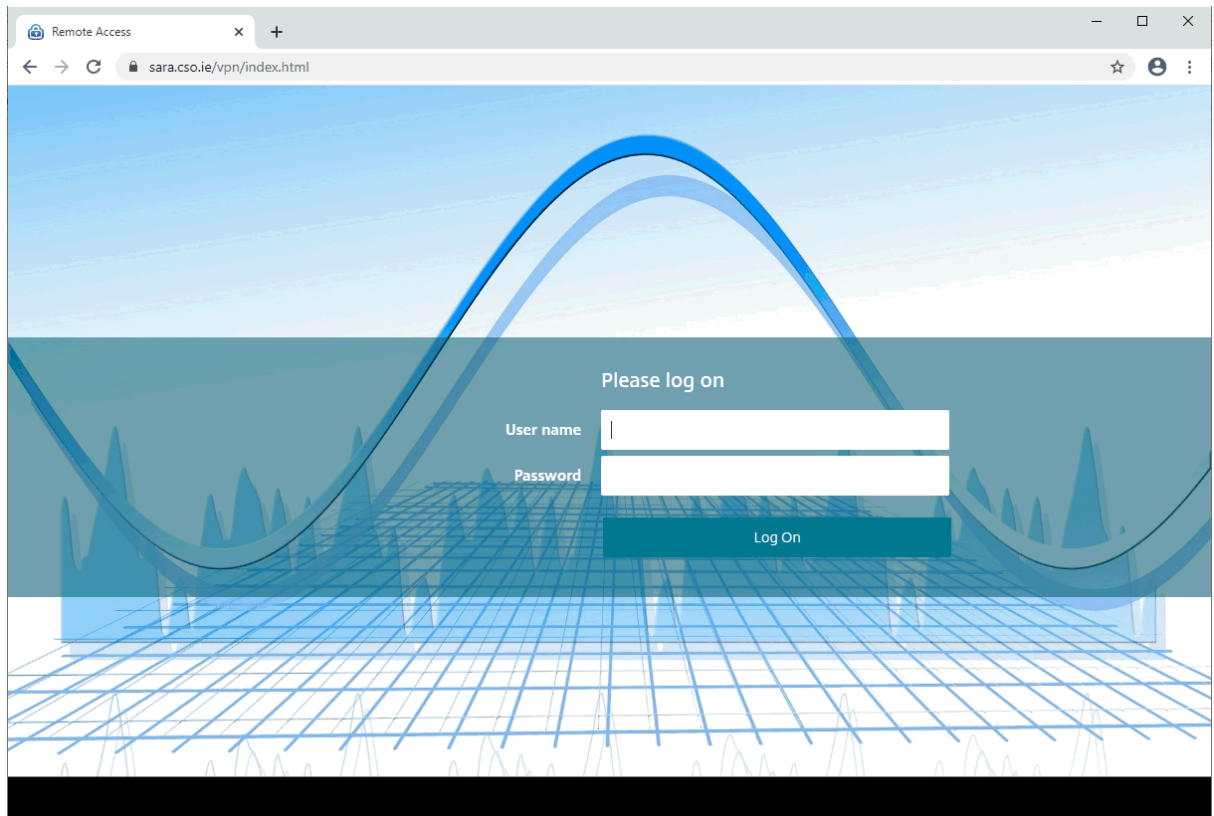 Remote Access
sara.cso.ie/vpn/index.html
Please log on
User name
Password
Log On